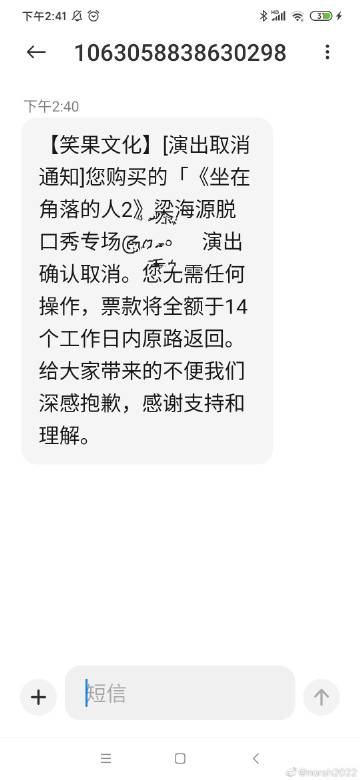 下午2:41
31
1063058838630298
下午2:40
【笑果文化】[演出取消
通知]您购买的「《坐在
角落的人2》梁海源脱
口秀专场@ 演出
确认取消。您无需任何
操作，票款将全额于14
个工作日内原路返回。
给大家带来的不便我们
深感抱歉，感谢支持和
理解。
短信
@norah2022